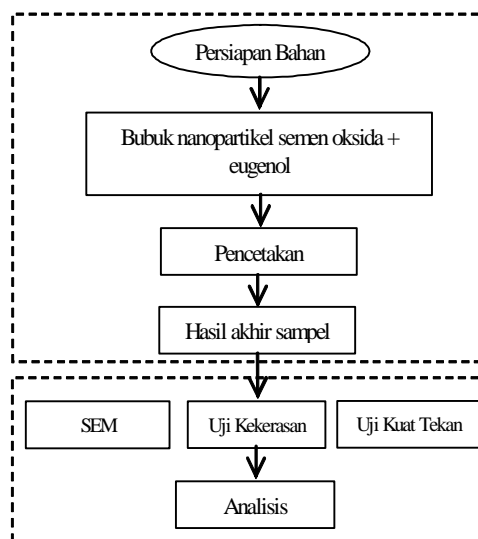 Persiapan Bahan
Bubuk nanopartikel semen oksida +
eugenol
Pencetakan
Hasil akhir sampel
SEM
Uji Kekerasan
Uji Kuat Tekan
Analisis